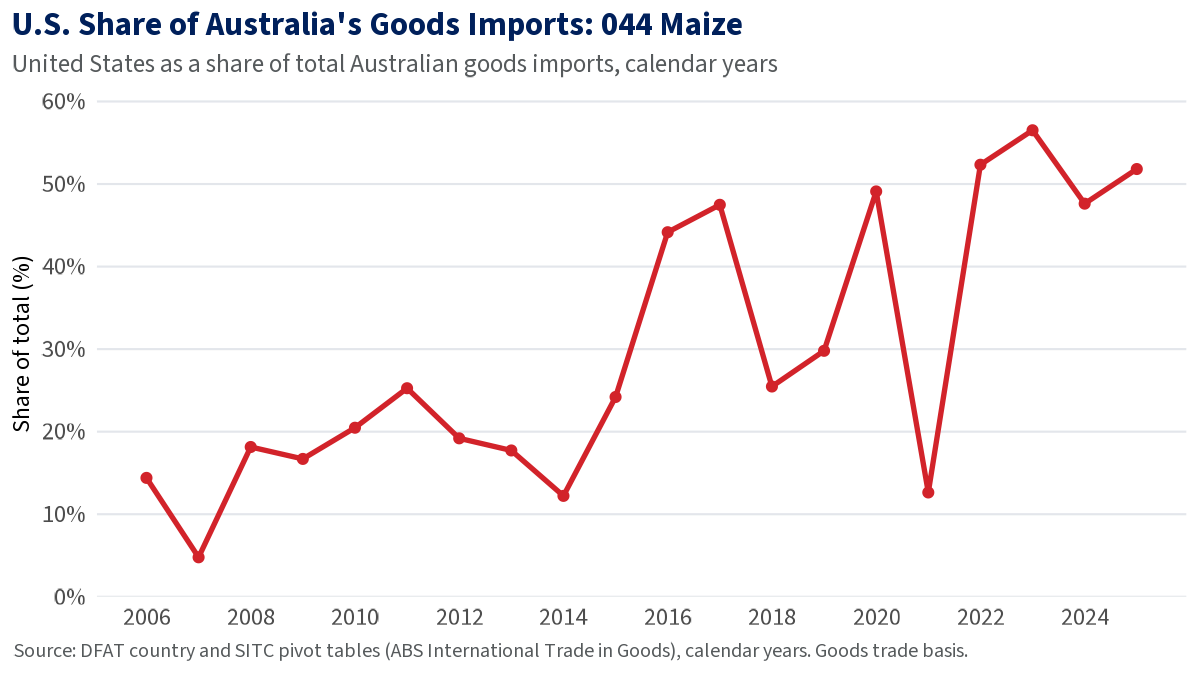 U.S. Share of Australia's Goods Imports: 044 Maize
United States as a share of total Australian goods imports, calendar years
Share of total (%)
60%
50%
40%
30%
20%
10%
0%
2006 2008 2010 2012 2014 2016 2018 2020 2022 2024
Source: DFAT country and SITC pivot tables (ABS International Trade in Goods), calendar years. Goods trade basis.